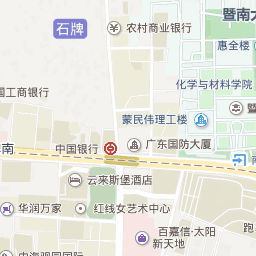 石牌
农村商业银行
暨南大
惠全楼
化学与材料学院
国工商银行
蒙民伟理工楼
南
中国银行
广东国防大厦
云来斯堡酒店
华润万家
红线女艺术中心
百嘉信·太阳
新天地
跑